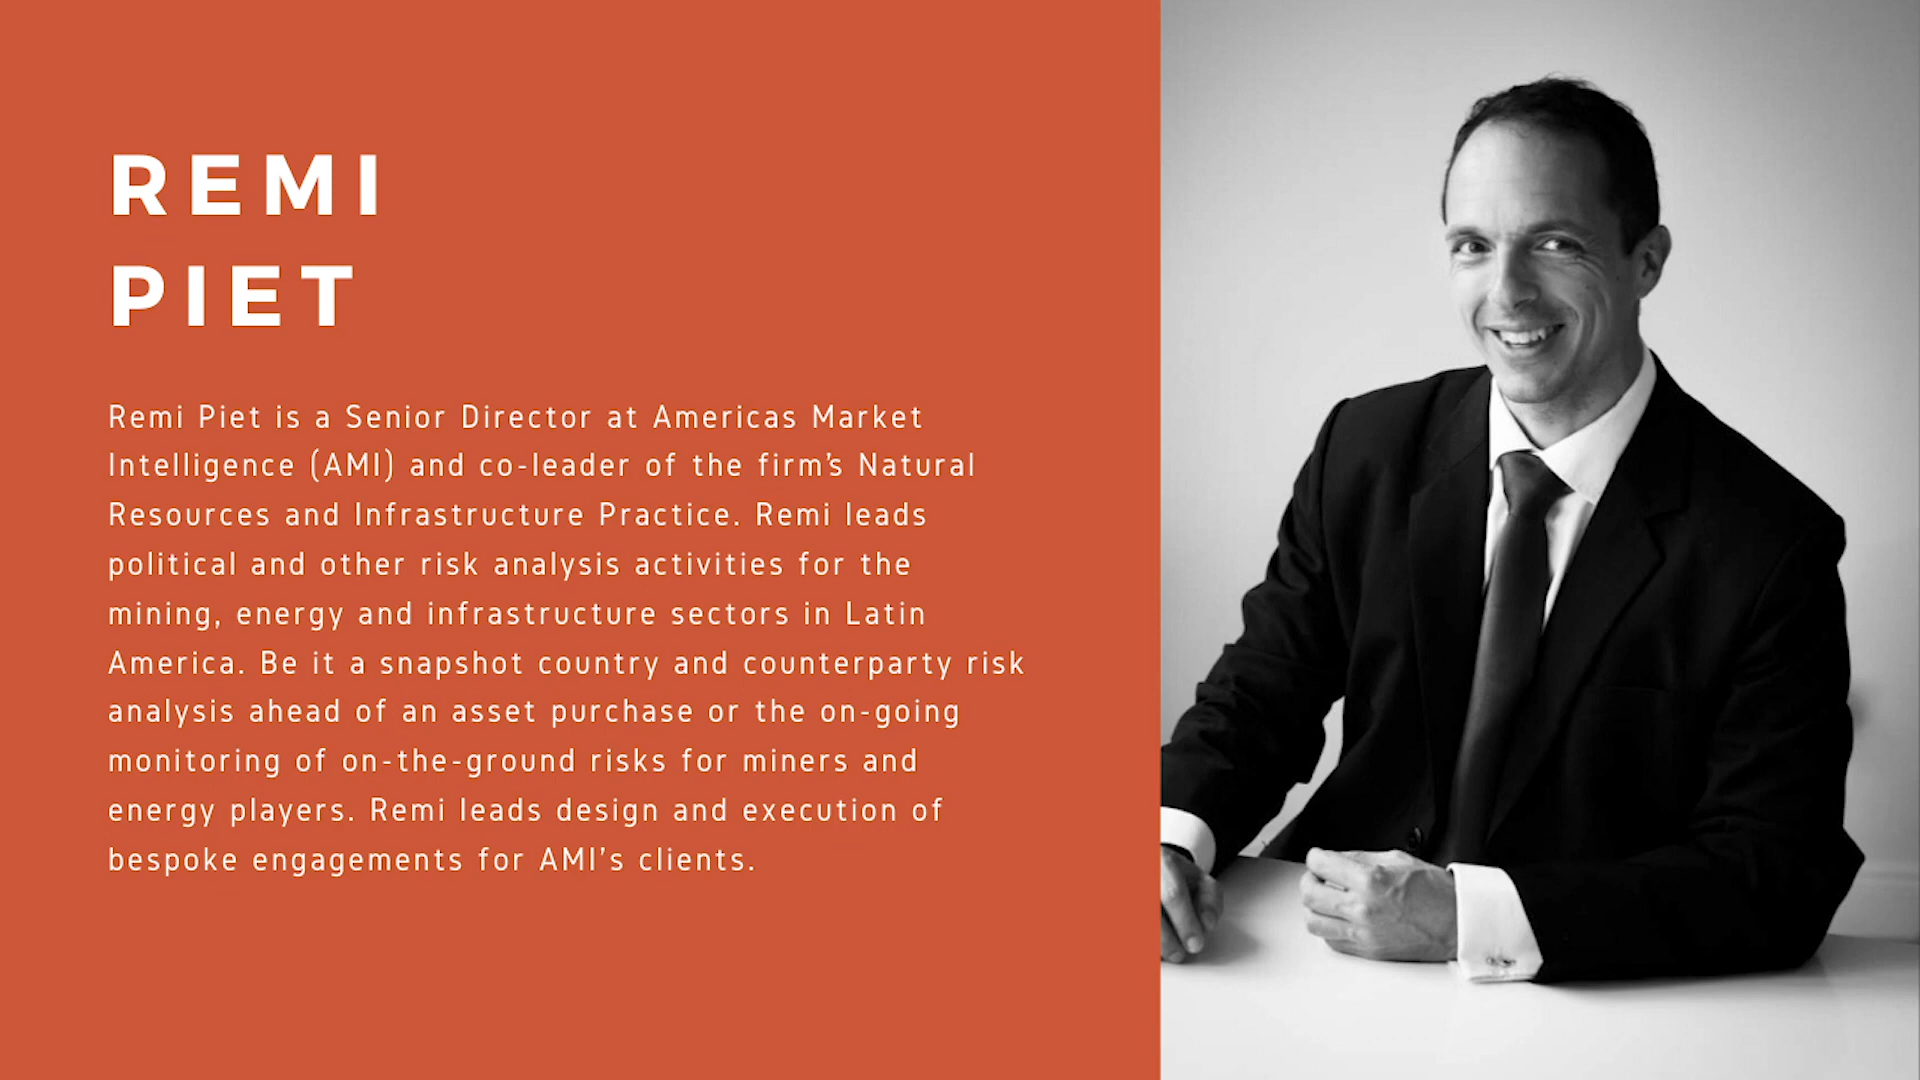 REMI
PIET
Remi Piet is a Senior Director at Americas Market
Intelligence (AMI) and co-leader of the firm's Natural
Resources and Infrastructure Practice. Remi leads
political and other risk analysis activities for the
mining, energy and infrastructure sectors in Latin
America. Be it a snapshot country and counterparty risk
analysis ahead of an asset purchase or the on-going
monitoring of on-the-ground risks for miners and
energy players. Remi leads design and execution of
bespoke engagements for AMI's clients.